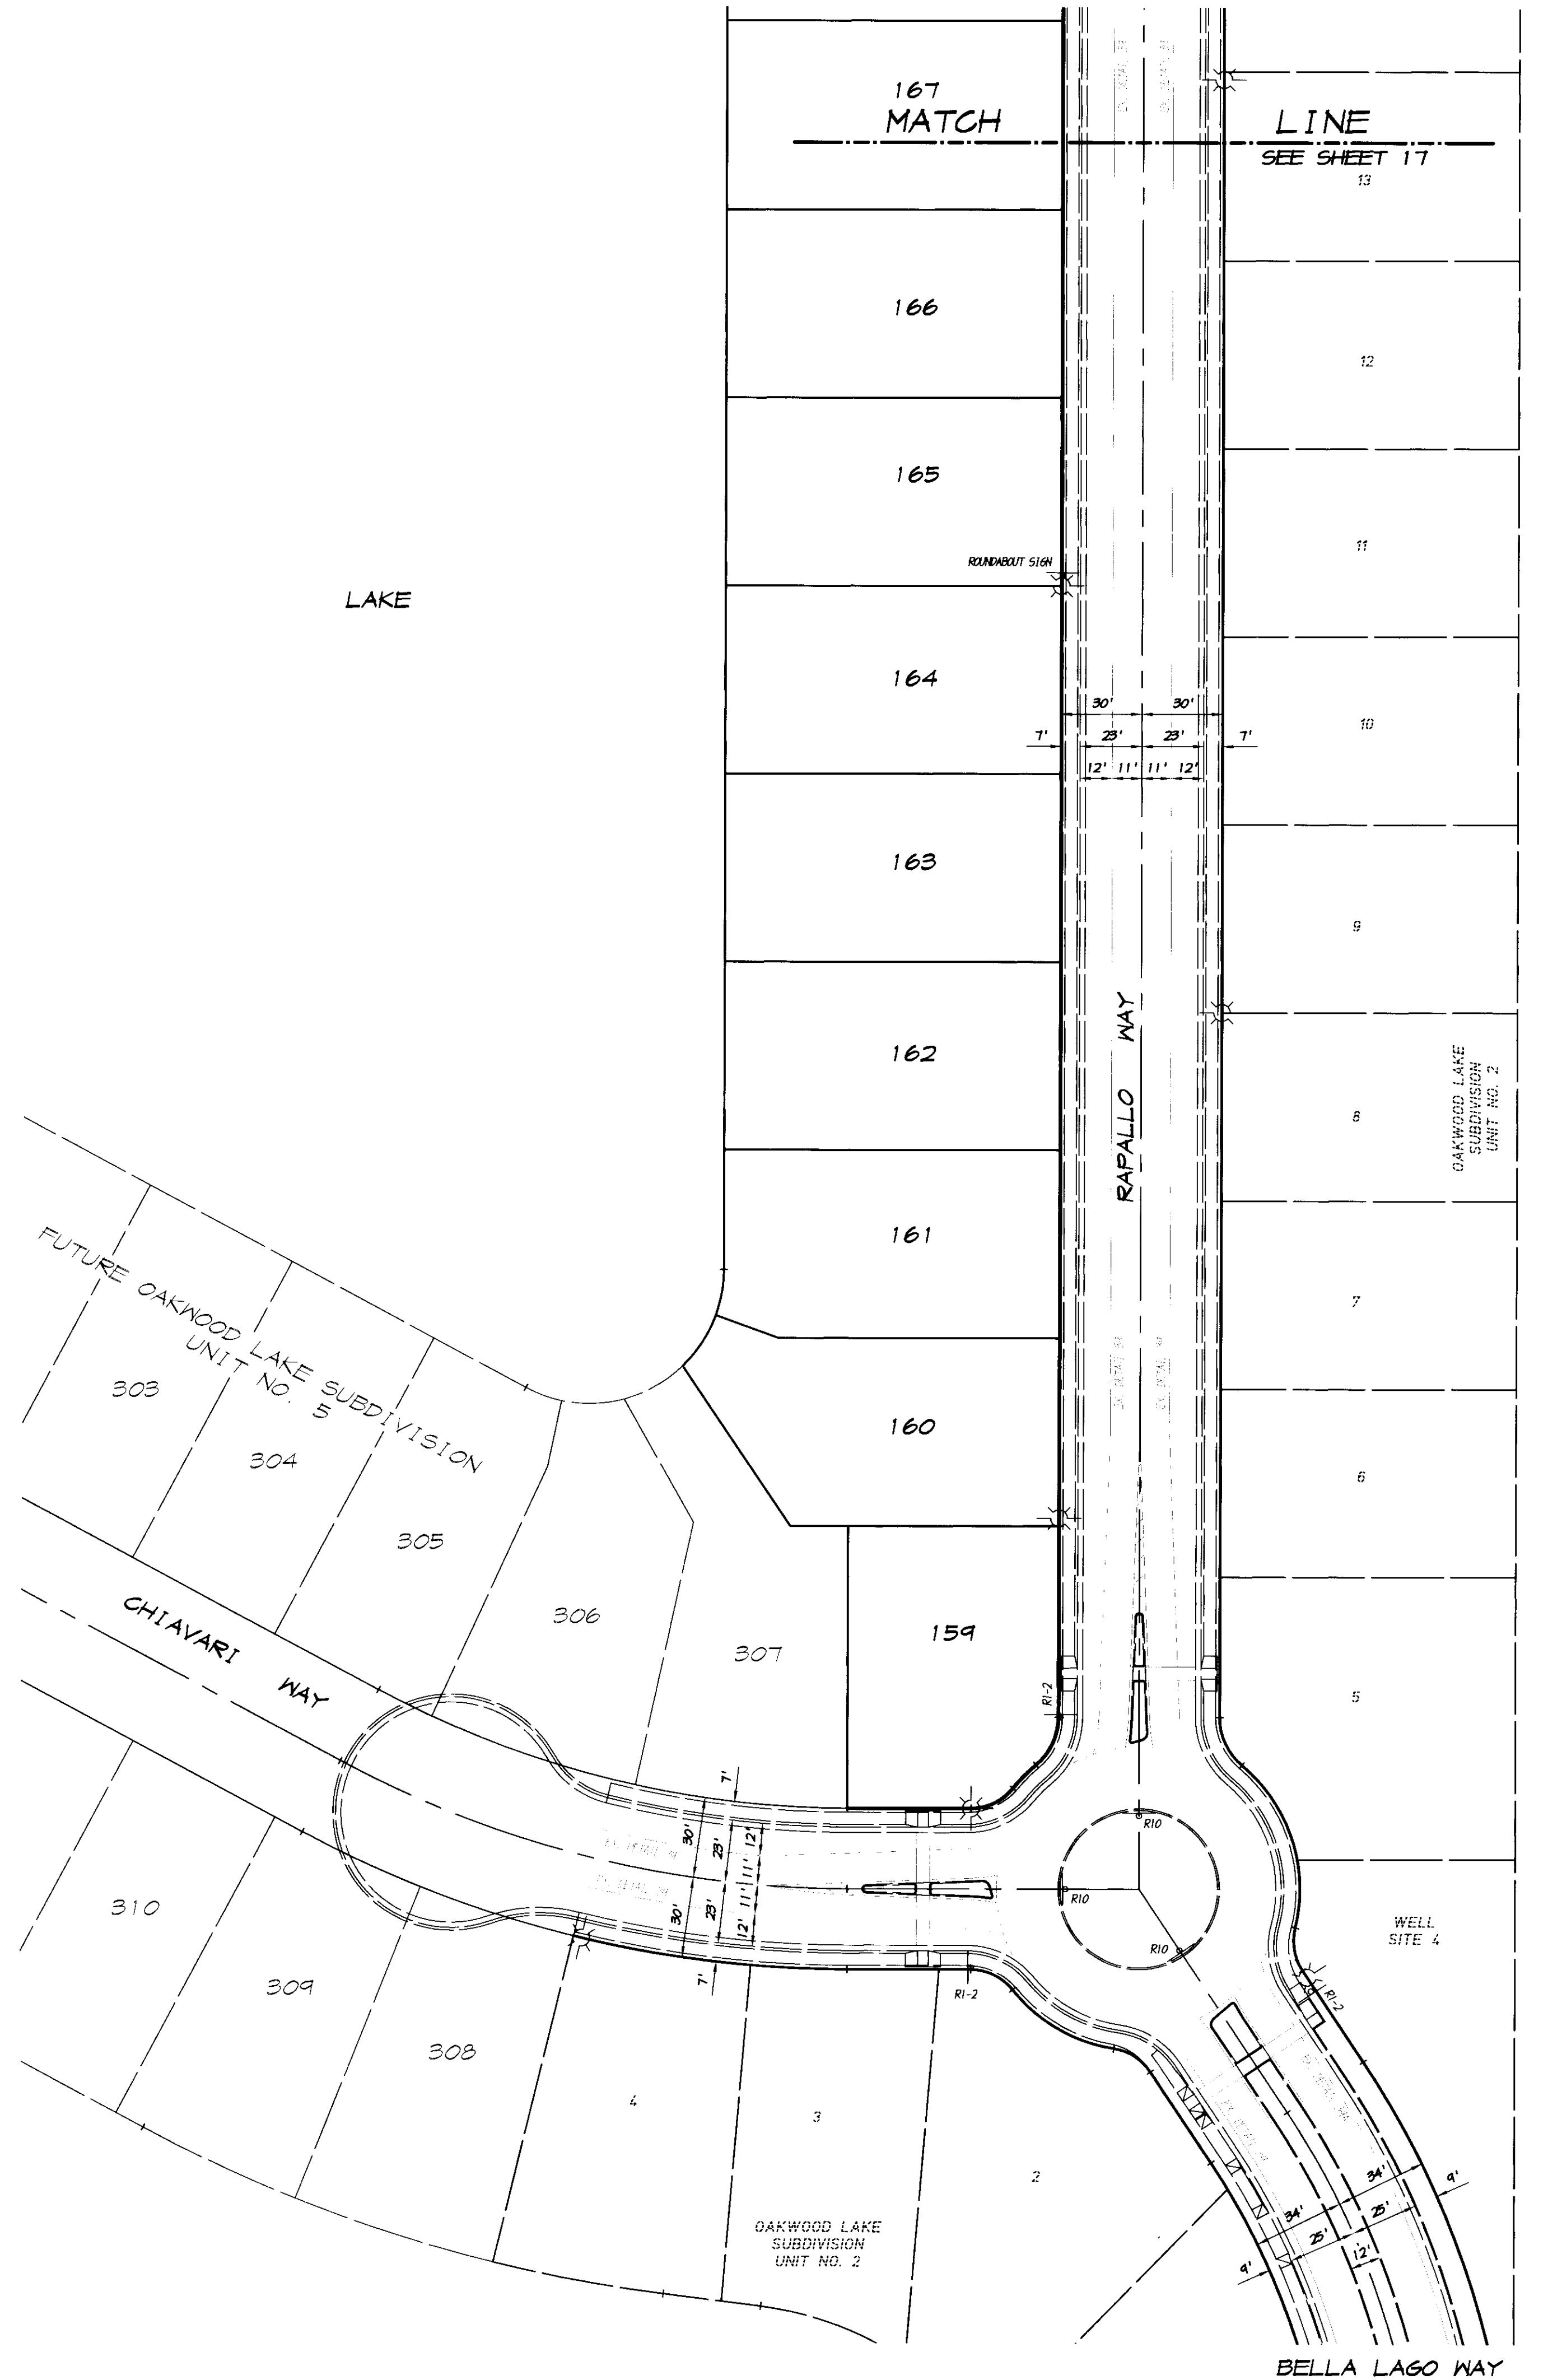 167
MATCH LINE
SEE SHEET 17
13
166
12
165
11
ROUNDABOUT SIGN
LAKE
164
30' 30'
10
7' 23' 23' 7'
12' 11' 11' 12'
163
9
RAPALLO WAY
162
OAKWOOD LAKE
SUBDIVISION
UNIT NO. 2
8
161
7
FUTURE OAKWOOD LAKE SUBDIVISION
UNIT NO. 5
303
160
304
6
305
CHIAVARI WAY
306
307
159
R1-2
5
7'
30' 23' 12'
11'
R10
30' 23' 11'
12'
7'
R10
R10
310
309
308
R1-2
R1-2
WELL
SITE 4
4
3
2
OAKWOOD LAKE
SUBDIVISION
UNIT NO. 2
34' 9'
34' 25'
25'
12'
9'
BELLA LAGO WAY